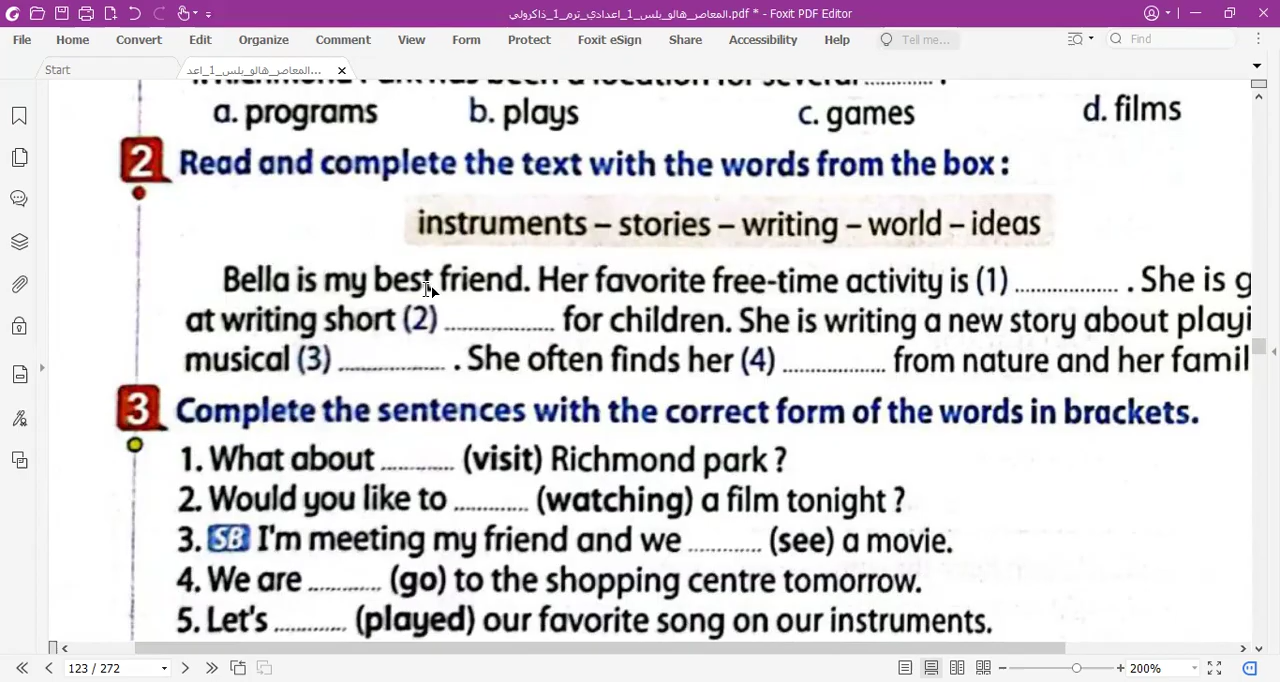 المعاصر_هالو_بلس_1_اعدادي_ترم_1_ذاكرولي.pdf * - Foxit PDF Editor
File Home Convert Edit Organize Comment View Form Protect Foxit eSign Share Accessibility Help Tell me... Find
Start المعاصر_هالو_بلس_1_اعد...
a. programs b. plays c. games d. films
2 Read and complete the text with the words from the box :
instruments – stories – writing – world – ideas
Bella is my best friend. Her favorite free-time activity is (1) .................. . She is g
at writing short (2) .................. for children. She is writing a new story about playi
musical (3) .................. . She often finds her (4) .................. from nature and her famil
3 Complete the sentences with the correct form of the words in brackets.
1. What about ............ (visit) Richmond park ?
2. Would you like to ............ (watching) a film tonight ?
3. SB I'm meeting my friend and we ............ (see) a movie.
4. We are ............ (go) to the shopping centre tomorrow.
5. Let's ............ (played) our favorite song on our instruments.
123 / 272 200%